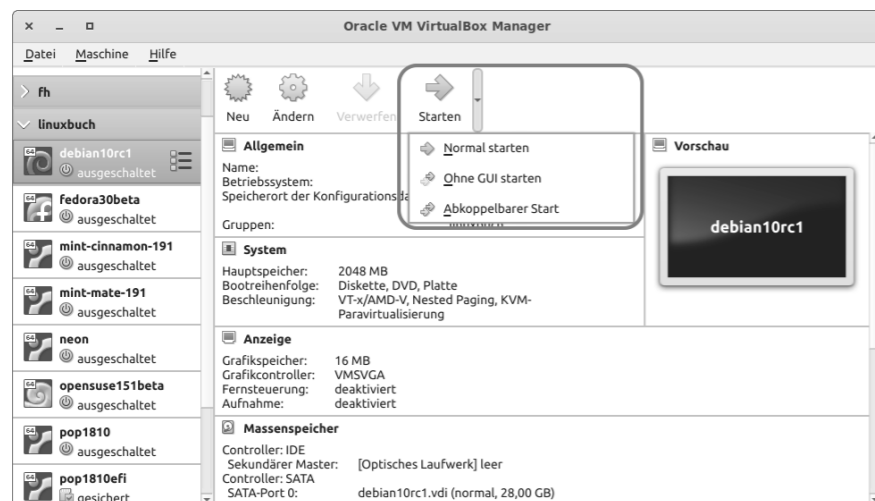 Oracle VM VirtualBox Manager
Datei Maschine Hilfe
fh
linuxbuch
debian10rc1
ausgeschaltet
fedora30beta
ausgeschaltet
mint-cinnamon-191
ausgeschaltet
mint-mate-191
ausgeschaltet
neon
ausgeschaltet
opensuse151beta
ausgeschaltet
pop1810
ausgeschaltet
pop1810efi
gesichert
Neu Ändern Verwerfen Starten
Normal starten
Ohne GUI starten
Abkoppelbarer Start
Allgemein
Name:
Betriebssystem:
Speicherort der Konfigurationsda
Gruppen:
System
Hauptspeicher: 2048 MB
Bootreihenfolge: Diskette, DVD, Platte
Beschleunigung: VT-x/AMD-V, Nested Paging, KVM-
Paravirtualisierung
Anzeige
Grafikspeicher: 16 MB
Grafikcontroller: VMSVGA
Fernsteuerung: deaktiviert
Aufnahme: deaktiviert
Massenspeicher
Controller: IDE
Sekundärer Master: [Optisches Laufwerk] leer
Controller: SATA
SATA-Port 0: debian10rc1.vdi (normal, 28,00 GB)
Vorschau
debian10rc1